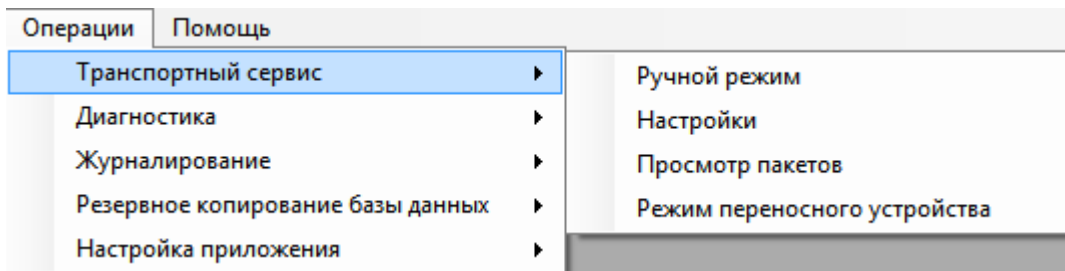 Операции Помощь
Транспортный сервис
Диагностика
Журналирование
Резервное копирование базы данных
Настройка приложения
Ручной режим
Настройки
Просмотр пакетов
Режим переносного устройства